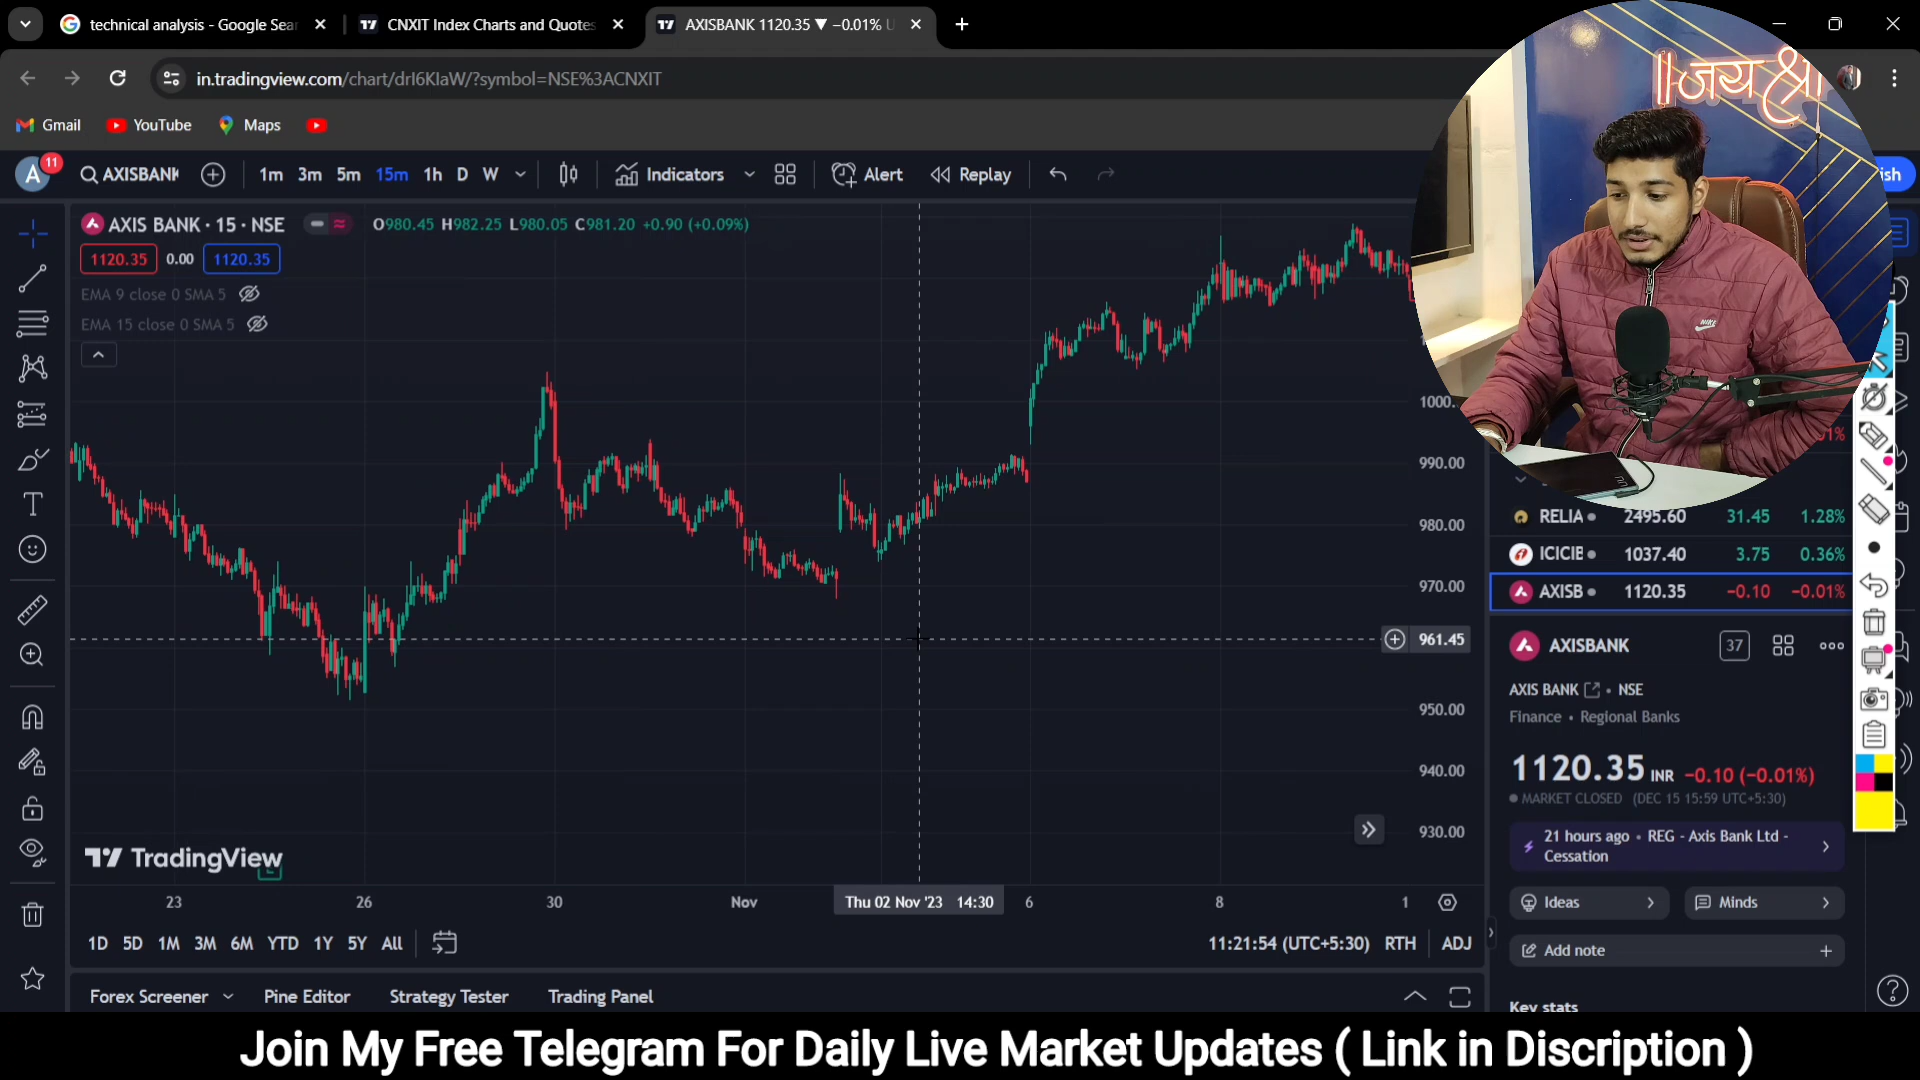 technical analysis - Google Sear
CNXIT Index Charts and Quotes
AXISBANK 1120.35 ▼ −0.01% U
in.tradingview.com/chart/drI6KIaW/?symbol=NSE%3ACNXIT
Gmail YouTube Maps
॥जय श्री
A 11 AXISBANK 1m 3m 5m 15m 1h D W Indicators Alert Replay
ish
AXIS BANK · 15 · NSE O980.45 H982.25 L980.05 C981.20 +0.90 (+0.09%)
1120.35 0.00 1120.35
EMA 9 close 0 SMA 5
EMA 15 close 0 SMA 5
NIKE
1000.
990.00
980.00
970.00
961.45
950.00
940.00
930.00
RELIA 2495.60 31.45 1.28%
ICICIB 1037.40 3.75 0.36%
AXISB 1120.35 −0.10 −0.01%
AXISBANK 37
AXIS BANK • NSE
Finance • Regional Banks
1120.35 INR −0.10 (−0.01%)
MARKET CLOSED (DEC 15 15:59 UTC+5:30)
21 hours ago • REG - Axis Bank Ltd -
Cessation
Ideas Minds
Add note
Key stats
TradingView
23 26 30 Nov Thu 02 Nov '23 14:30 6 8 1
1D 5D 1M 3M 6M YTD 1Y 5Y All 11:21:54 (UTC+5:30) RTH ADJ
Forex Screener Pine Editor Strategy Tester Trading Panel
Join My Free Telegram For Daily Live Market Updates ( Link in Discription )